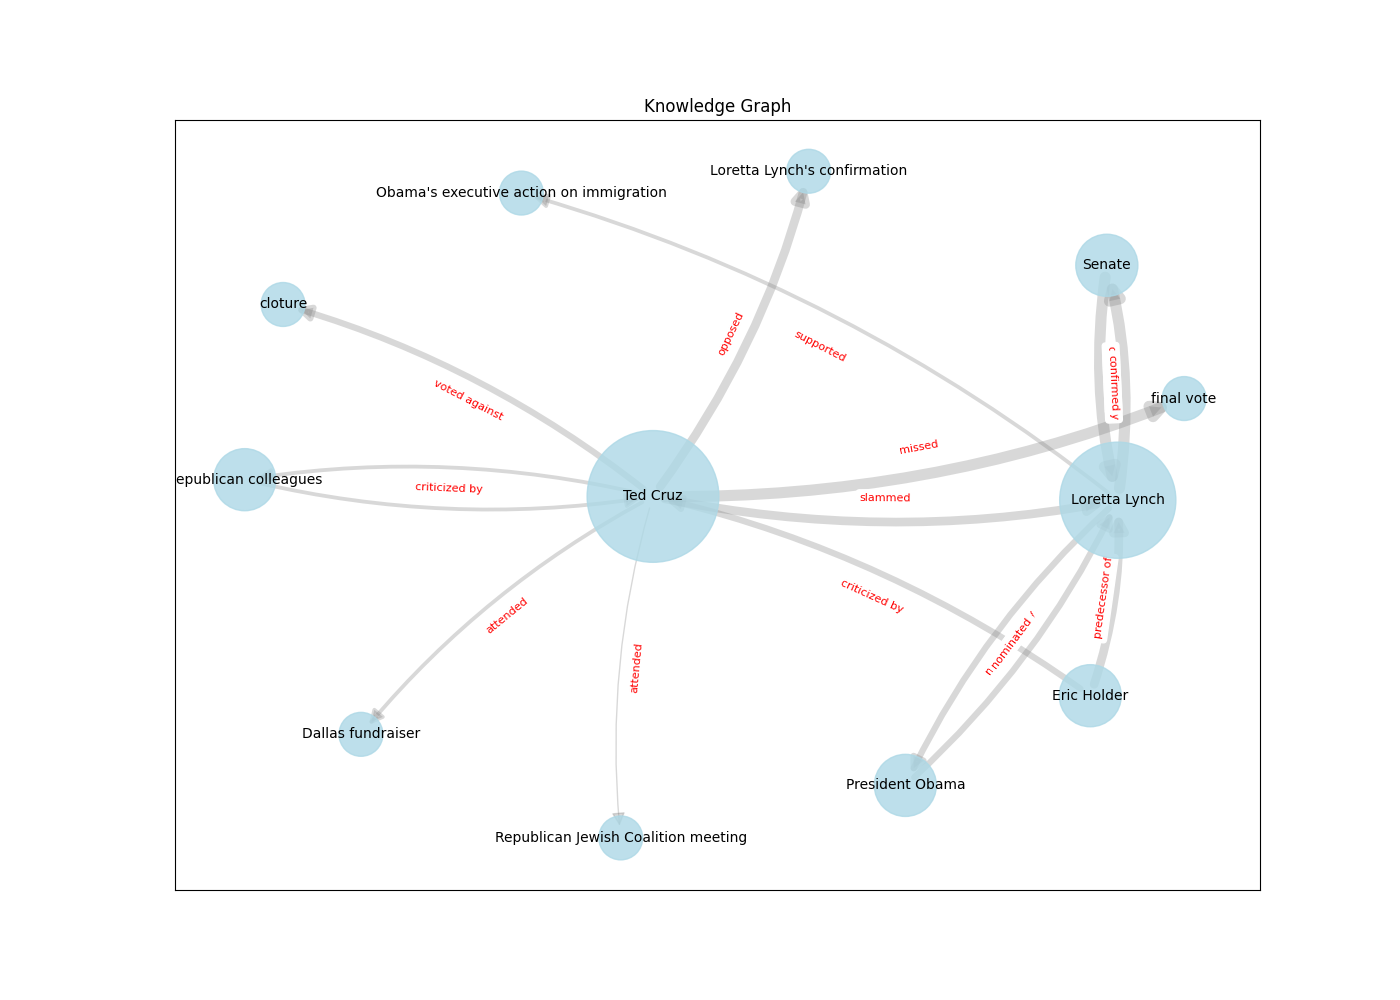 Knowledge Graph
Loretta Lynch's confirmation
Obama's executive action on immigration
Senate
cloture
opposed
supported
confirmed
final vote
voted against
missed
epublican colleagues
criticized by
Ted Cruz
slammed
Loretta Lynch
criticized by
predecessor of
attended
nominated
attended
Eric Holder
Dallas fundraiser
President Obama
Republican Jewish Coalition meeting